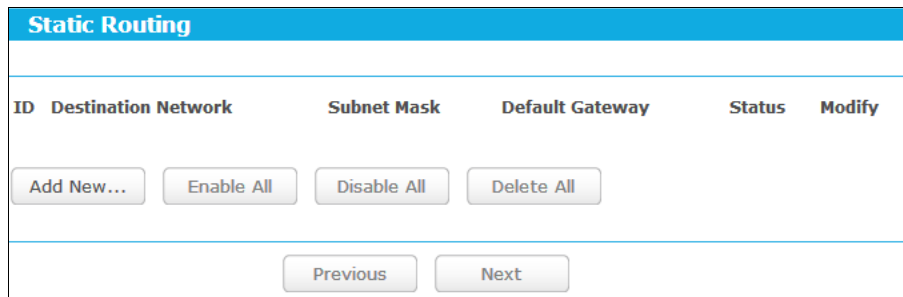 Static Routing
ID Destination Network Subnet Mask Default Gateway Status Modify
Add New... Enable All Disable All Delete All
Previous Next